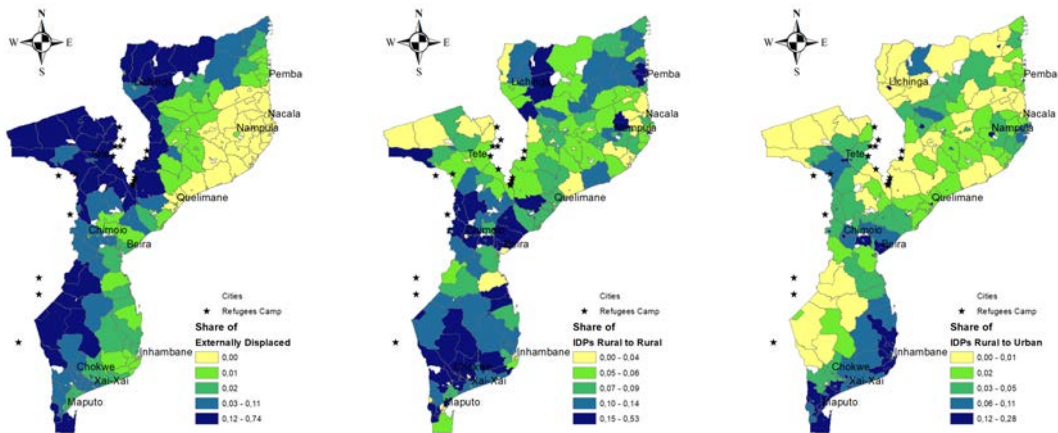 N
W E
S
Lichinga
Pemba
Nacala
Nampula
Quelimane
Chimoio
Beira
Cities
Refugees Camp
Share of
Externally Displaced
0,00
0,01
0,02
0,03 - 0,11
0,12 - 0,74
Inhambane
Chokwe
Xai-Xai
Maputo
N
W E
S
Lichinga
Pemba
Nacala
Nampula
Tete
Quelimane
Chimoio
Beira
Cities
Refugees Camp
Share of
IDPs Rural to Rural
0,00 - 0,04
0,05 - 0,06
0,07 - 0,09
0,10 - 0,14
0,15 - 0,53
Inhambane
Chokwe
Xai-Xai
Maputo
N
W E
S
Lichinga
Pemba
Nacala
Nampula
Tete
Quelimane
Chimoio
Beira
Cities
Refugees Camp
Share of
IDPs Rural to Urban
0,00 - 0,01
0,02
0,03 - 0,05
0,06 - 0,11
0,12 - 0,28
Inhambane
Chokwe
Xai-Xai
Maputo